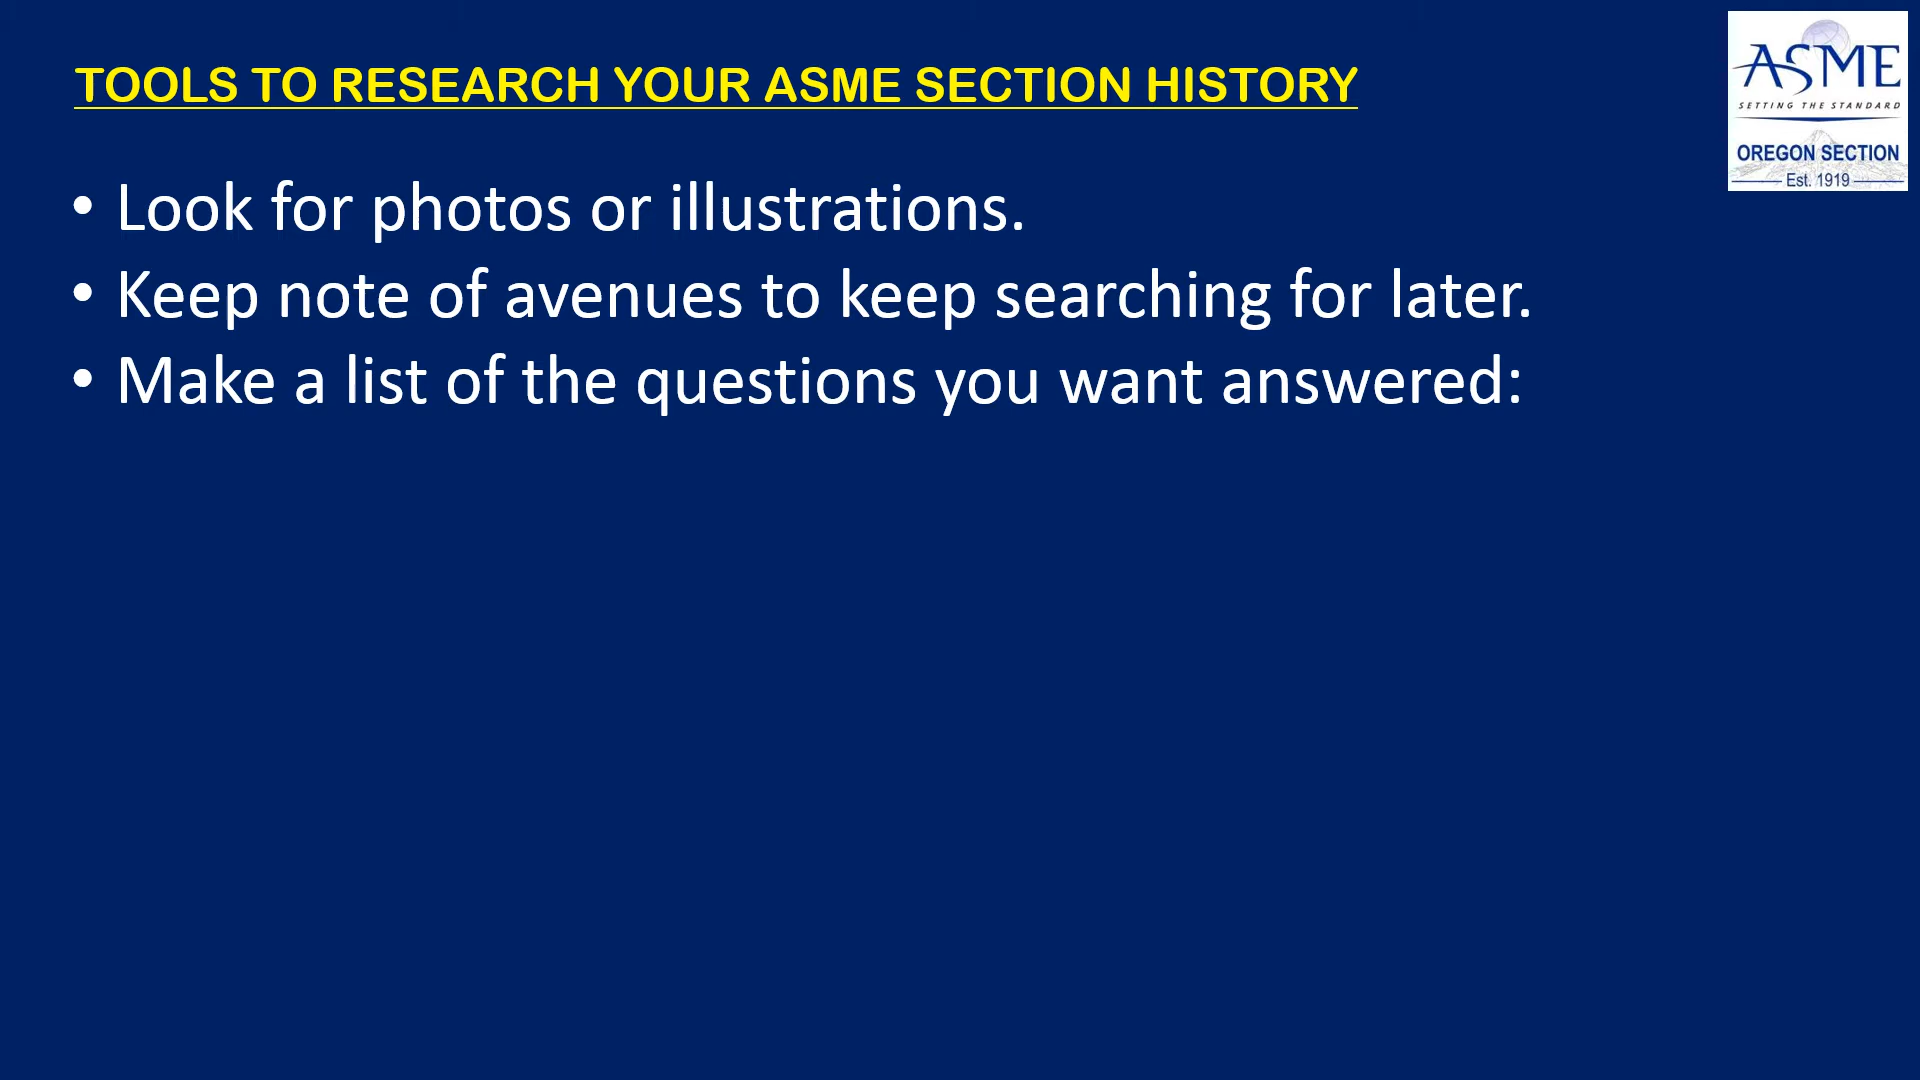 TOOLS TO RESEARCH YOUR ASME SECTION HISTORY
ASME
SETTING THE STANDARD
OREGON SECTION
Est. 1919
• Look for photos or illustrations.
• Keep note of avenues to keep searching for later.
• Make a list of the questions you want answered: